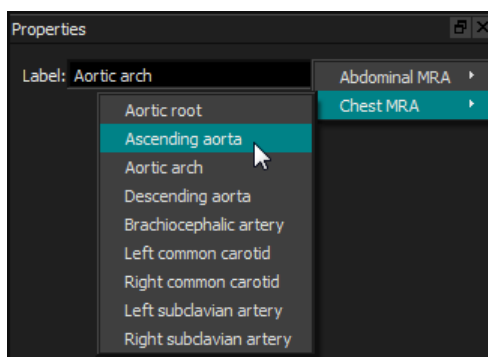 Properties
Label: Aortic arch
Abdominal MRA
Chest MRA
Aortic root
Ascending aorta
Aortic arch
Descending aorta
Brachiocephalic artery
Left common carotid
Right common carotid
Left subclavian artery
Right subclavian artery